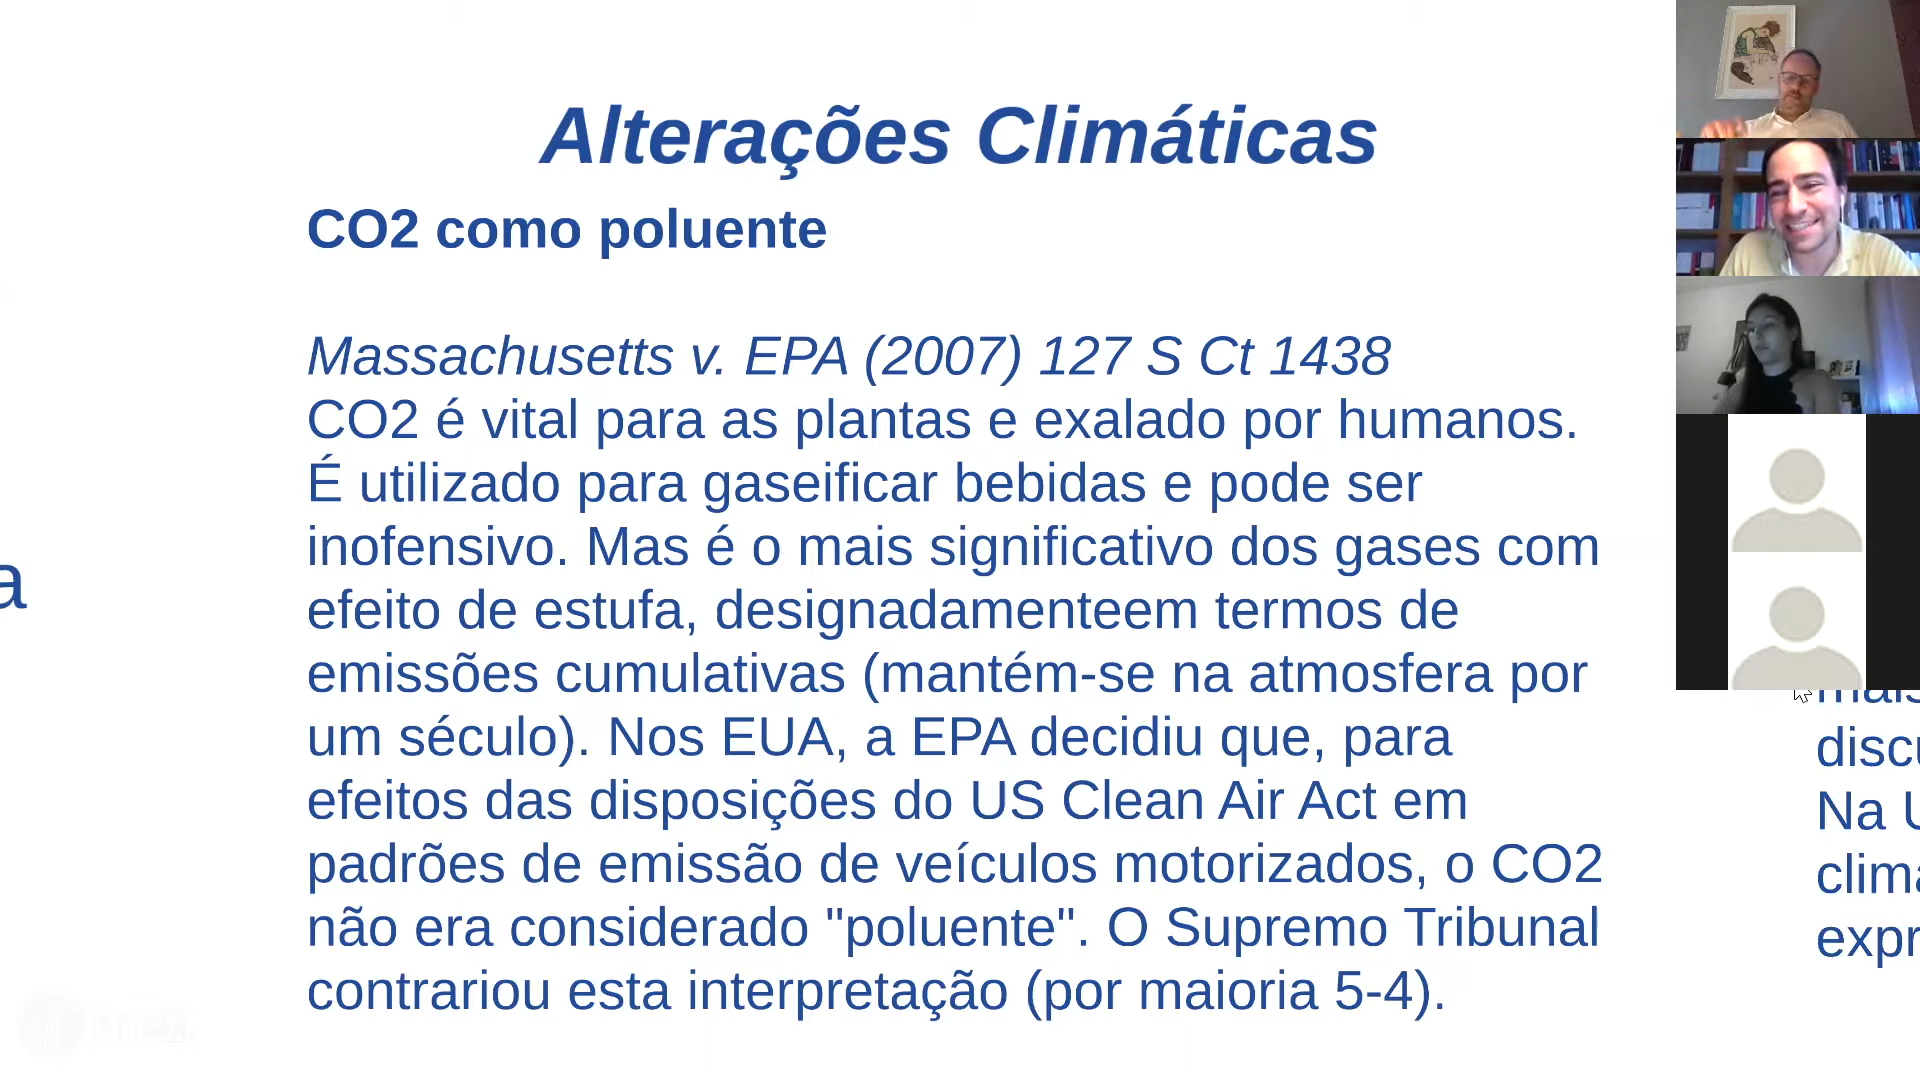 Alterações Climáticas
CO2 como poluente
Massachusetts v. EPA (2007) 127 S Ct 1438
CO2 é vital para as plantas e exalado por humanos.
É utilizado para gaseificar bebidas e pode ser
inofensivo. Mas é o mais significativo dos gases com
efeito de estufa, designadamenteem termos de
emissões cumulativas (mantém-se na atmosfera por
um século). Nos EUA, a EPA decidiu que, para
efeitos das disposições do US Clean Air Act em
padrões de emissão de veículos motorizados, o CO2
não era considerado "poluente". O Supremo Tribunal
contrariou esta interpretação (por maioria 5-4).
a
mais
discu
Na U
clima
expr